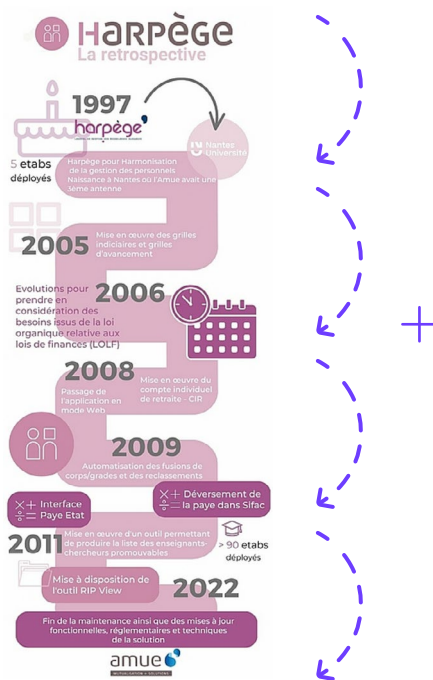 HARPÈGE
La retrospective
1997
harpège
Nantes
Université
5 etabs
déployés
Harpège pour Harmonisation
de la gestion des personnels
Naissance à Nantes où l'Amue avait une
3ème antenne
2005
Mise en œuvre des grilles
indiciaires et grilles
d'avancement
2006
Evolutions pour
prendre en
considération des
besoins issus de la loi
organique relative aux
lois de finances (LOLF)
2008
Passage de
l'application en
mode Web
Mise en œuvre du
compte individuel
de retraite - CIR
2009
Automatisation des fusions de
corps/grades et des reclassements
Interface
Paye Etat
Déversement de
la paye dans Sifac
2011
Mise en œuvre d'un outil permettant
de produire la liste des enseignants-
chercheurs promouvables
> 90 etabs
déployés
Mise à disposition de
l'outil RIP View
2022
Fin de la maintenance ainsi que des mises à jour
fonctionnelles, réglementaires et techniques
de la solution
amue
MUTUALISATION & SOLUTIONS